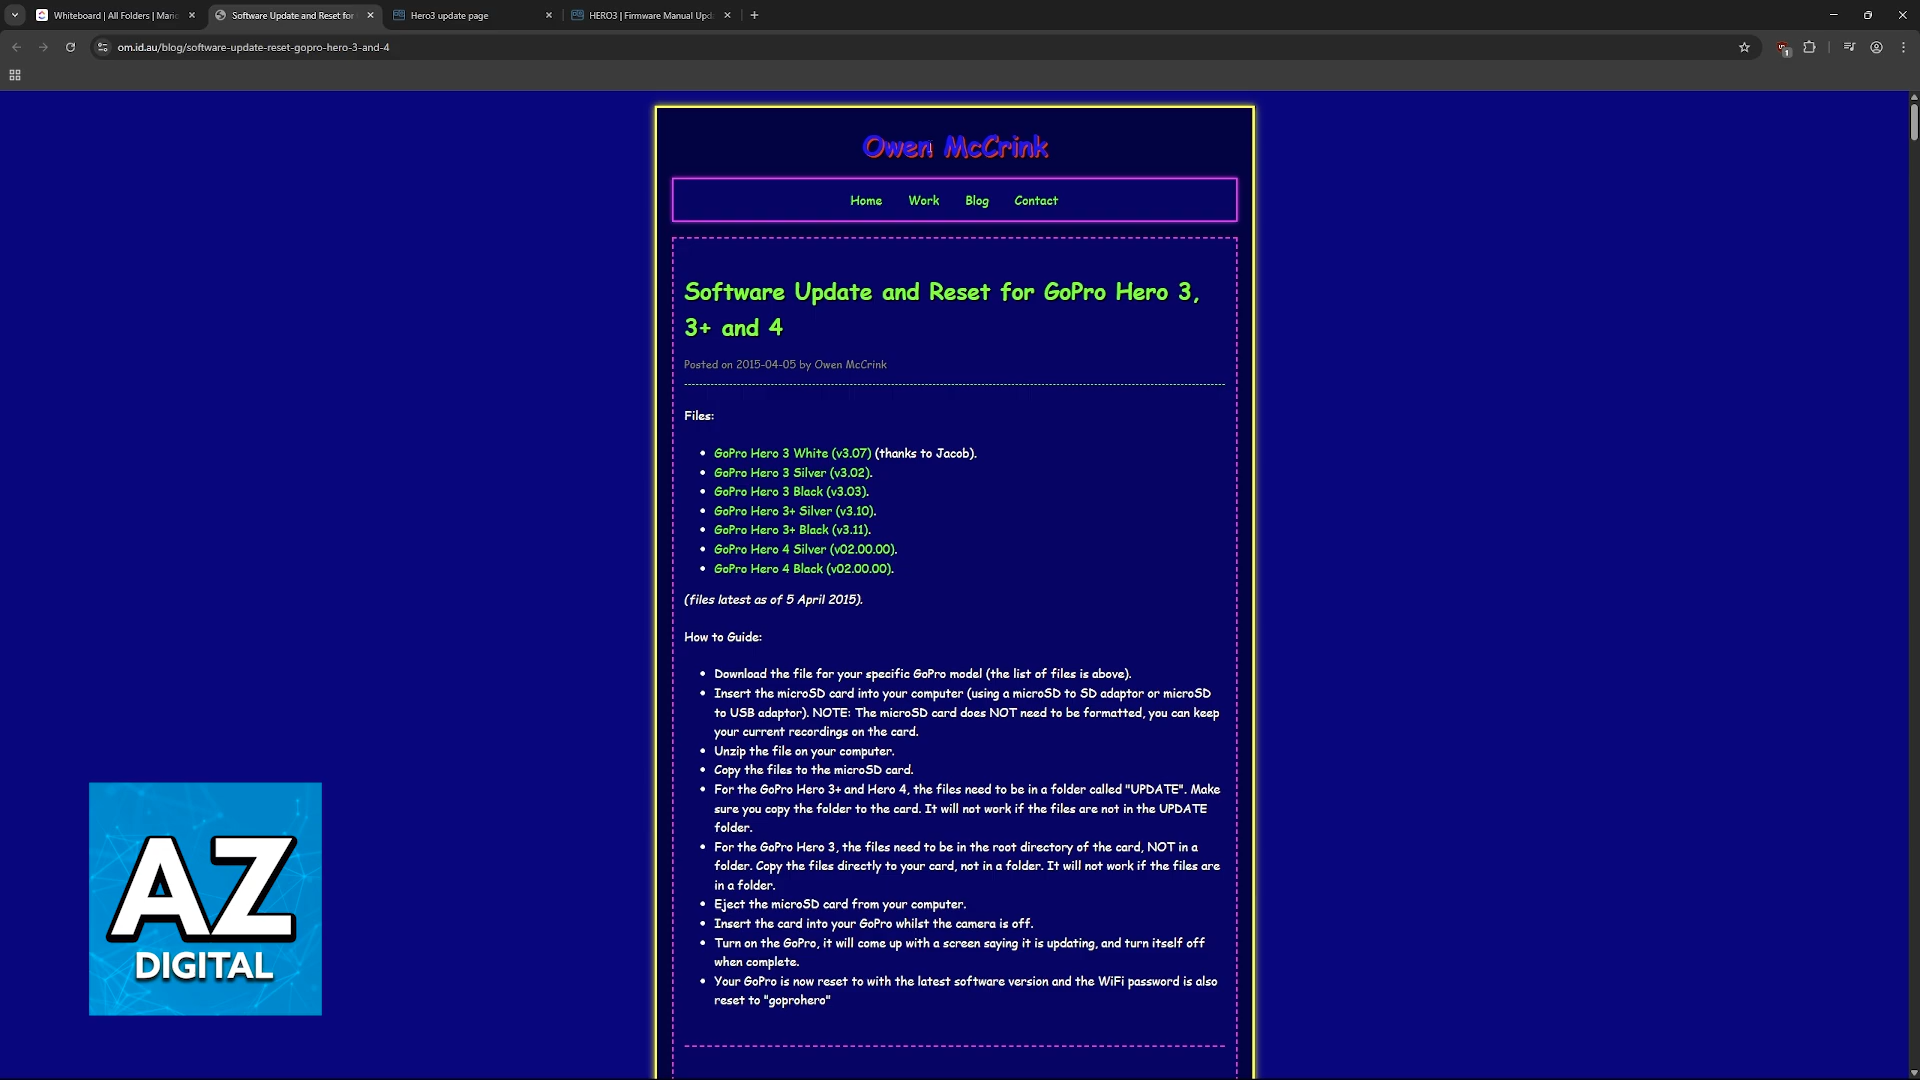 Whiteboard | All Folders | Maric
Software Update and Reset for
Hero3 update page
HERO3 | Firmware Manual Upd
om.id.au/blog/software-update-reset-gopro-hero-3-and-4
1
Owen McCrink
Home Work Blog Contact
Software Update and Reset for GoPro Hero 3,
3+ and 4
Posted on 2015-04-05 by Owen McCrink
Files:
GoPro Hero 3 White (v3.07) (thanks to Jacob).
GoPro Hero 3 Silver (v3.02).
GoPro Hero 3 Black (v3.03).
GoPro Hero 3+ Silver (v3.10).
GoPro Hero 3+ Black (v3.11).
GoPro Hero 4 Silver (v02.00.00).
GoPro Hero 4 Black (v02.00.00).
(files latest as of 5 April 2015).
How to Guide:
Download the file for your specific GoPro model (the list of files is above).
Insert the microSD card into your computer (using a microSD to SD adaptor or microSD
to USB adaptor). NOTE: The microSD card does NOT need to be formatted, you can keep
your current recordings on the card.
Unzip the file on your computer.
Copy the files to the microSD card.
For the GoPro Hero 3+ and Hero 4, the files need to be in a folder called "UPDATE". Make
sure you copy the folder to the card. It will not work if the files are not in the UPDATE
folder.
For the GoPro Hero 3, the files need to be in the root directory of the card, NOT in a
folder. Copy the files directly to your card, not in a folder. It will not work if the files are
in a folder.
Eject the microSD card from your computer.
Insert the card into your GoPro whilst the camera is off.
Turn on the GoPro, it will come up with a screen saying it is updating, and turn itself off
when complete.
Your GoPro is now reset to with the latest software version and the WiFi password is also
reset to "goprohero"
AZ
DIGITAL